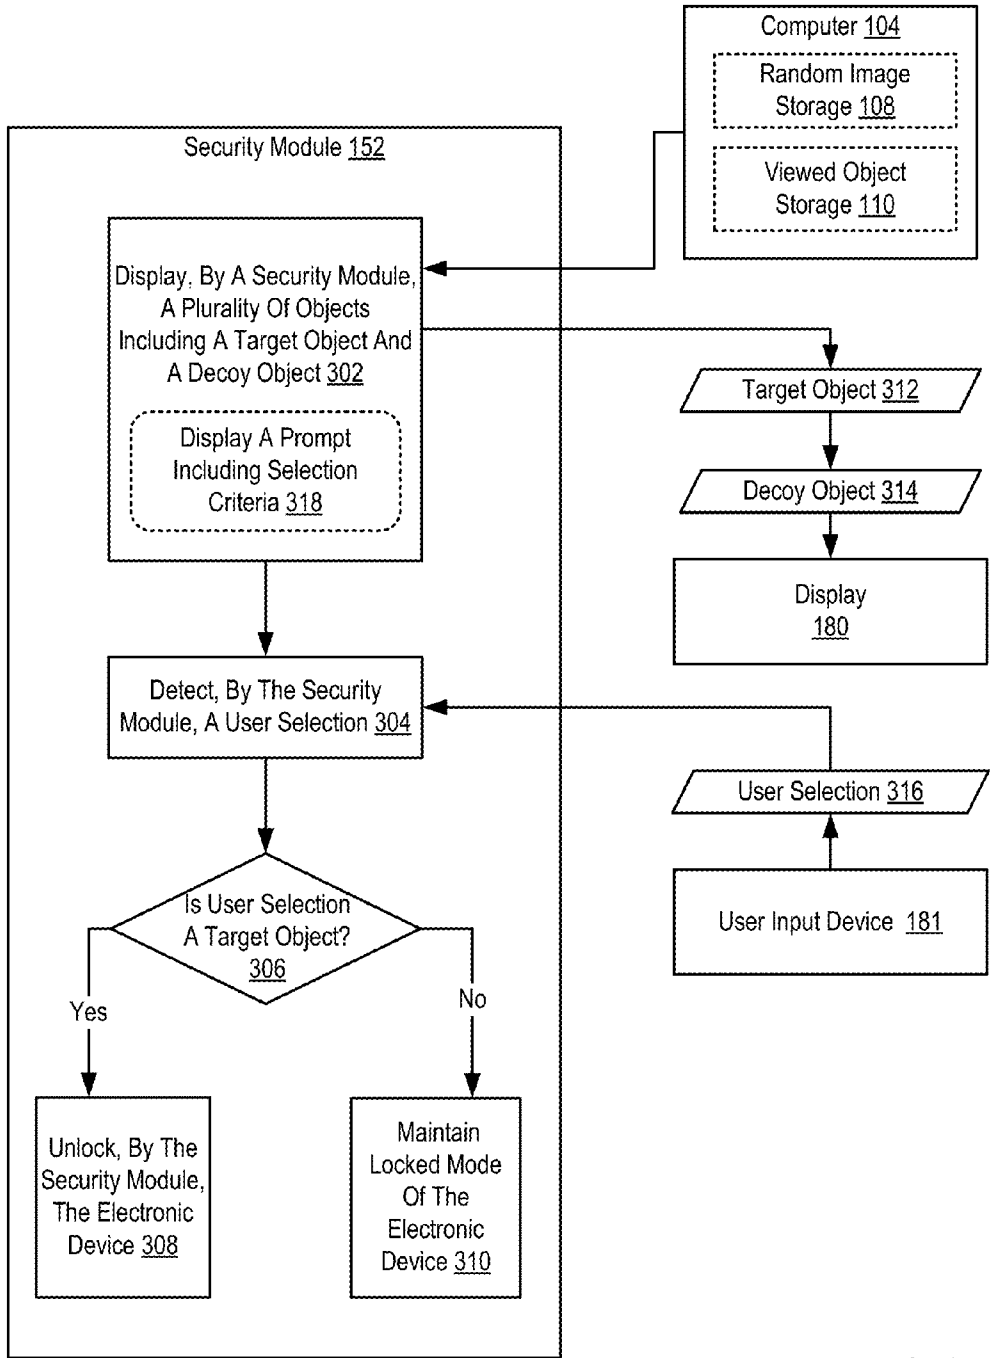 Computer 104
Random Image
Storage 108
Viewed Object
Storage 110
Security Module 152
Display, By A Security Module,
A Plurality Of Objects
Including A Target Object And
A Decoy Object 302
Display A Prompt
Including Selection
Criteria 318
Target Object 312
Decoy Object 314
Display
180
Detect, By The Security
Module, A User Selection 304
User Selection 316
User Input Device 181
Is User Selection
A Target Object?
306
Yes
No
Unlock, By The
Security Module,
The Electronic
Device 308
Maintain
Locked Mode
Of The
Electronic
Device 310